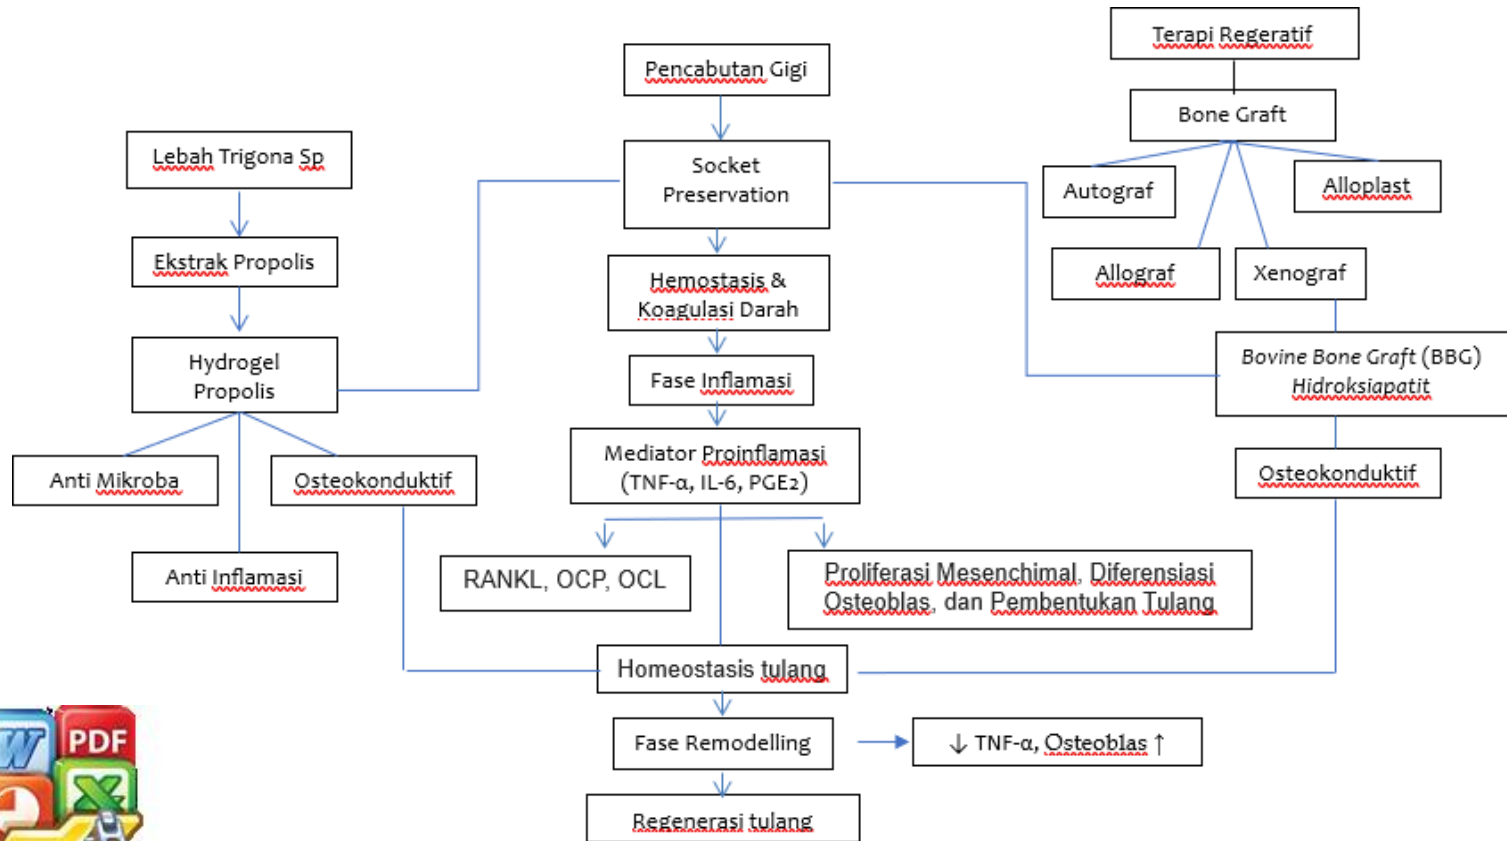 Terapi Regeratif
Pencabutan Gigi
Bone Graft
Lebah Trigona Sp
Socket
Preservation
Autograf
Alloplast
Ekstrak Propolis
Hemostasis &
Koagulasi Darah
Allograf
Xenograf
Hydrogel
Propolis
Fase Inflamasi
Bovine Bone Graft (BBG)
Hidroksiapatit
Anti Mikroba
Osteokonduktif
Mediator Proinflamasi
(TNF-α, IL-6, PGE2)
Osteokonduktif
Anti Inflamasi
RANKL, OCP, OCL
Proliferasi Mesenchimal, Diferensiasi
Osteoblas, dan Pembentukan Tulang
Homeostasis tulang
Fase Remodelling
↓ TNF-α, Osteoblas ↑
Regenerasi tulang
W
PDF
X